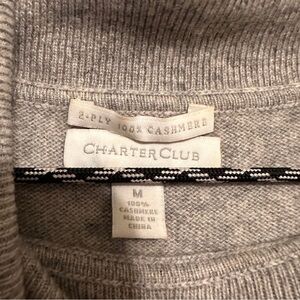 2-PLY 100% CASHMERE
CHARTER CLUB
M
100%
CASHMERE
MADE IN
CHINA